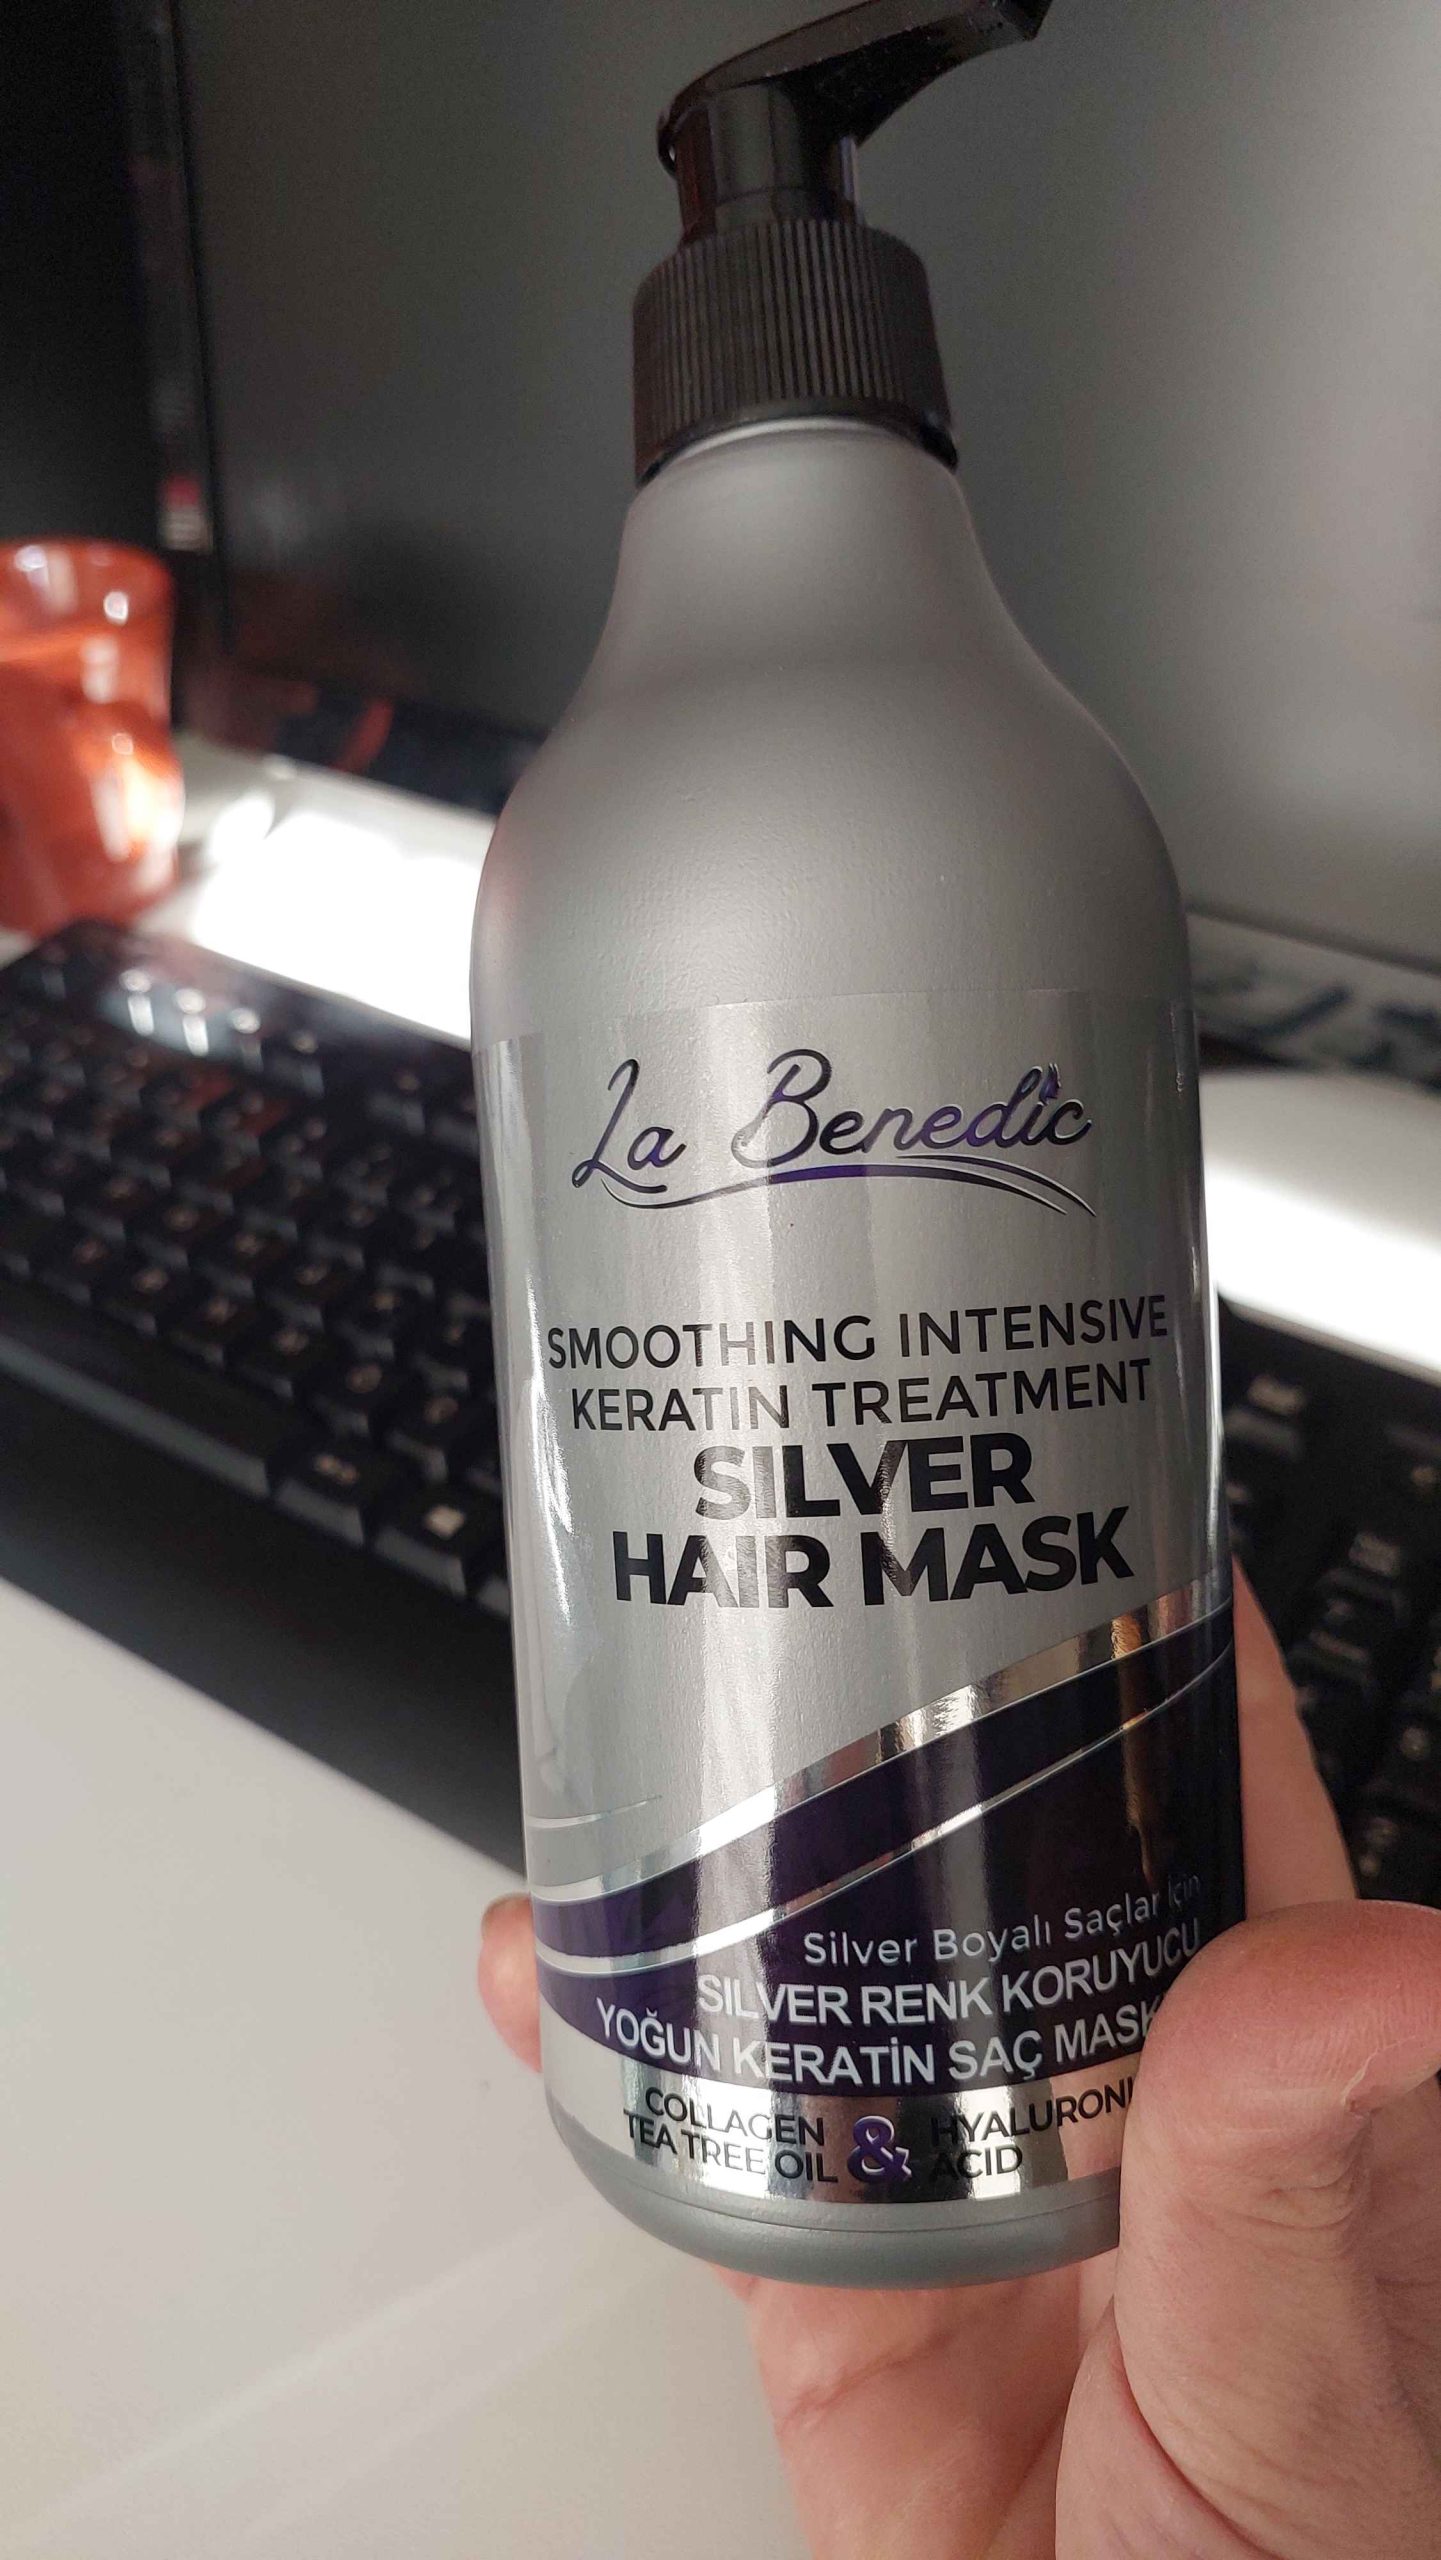 La Benedic
SMOOTHING INTENSIVE
KERATIN TREATMENT
SILVER
HAIR MASK
Silver Boyalı Saçlar İçin
SILVER RENK KORUYUCU
YOĞUN KERATİN SAÇ
COLLAGEN
TEA TREE OIL
&
ACID